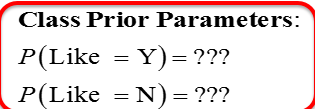 Class Prior Parameters:
P(Like = Y) = ???
P(Like = N) = ???